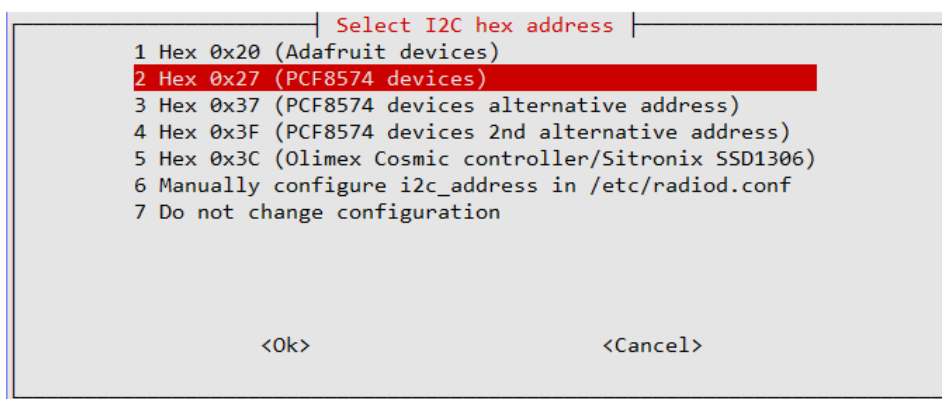 Select I2C hex address
1 Hex 0x20 (Adafruit devices)
2 Hex 0x27 (PCF8574 devices)
3 Hex 0x37 (PCF8574 devices alternative address)
4 Hex 0x3F (PCF8574 devices 2nd alternative address)
5 Hex 0x3C (Olimex Cosmic controller/Sitronix SSD1306)
6 Manually configure i2c_address in /etc/radiod.conf
7 Do not change configuration
<Ok> <Cancel>